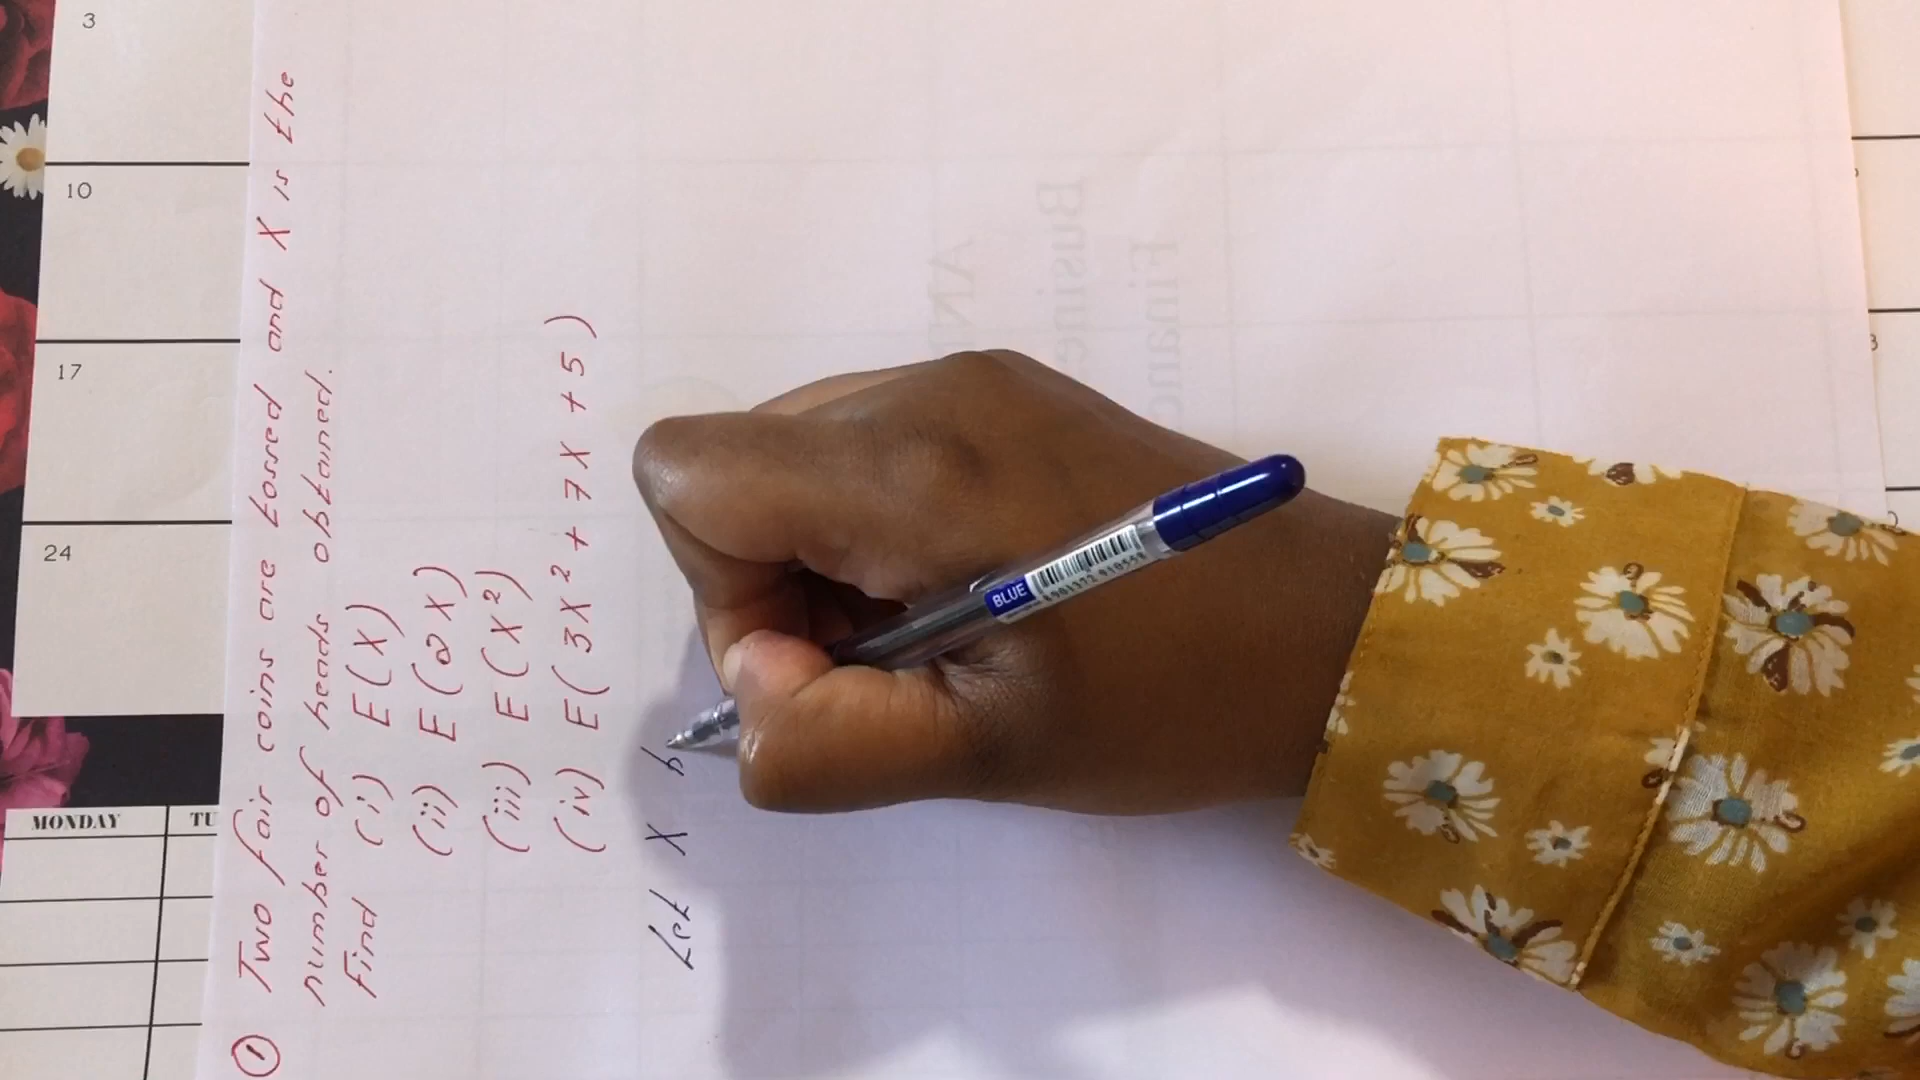 ① Two fair coins are tossed and X is the
number of heads obtained.
Find (i) E(X)
(ii) E(2X)
(iii) E(X²)
(iv) E(3X² + 7X + 5)
Let X b
BLUE
3
10
17
24
MONDAY TU